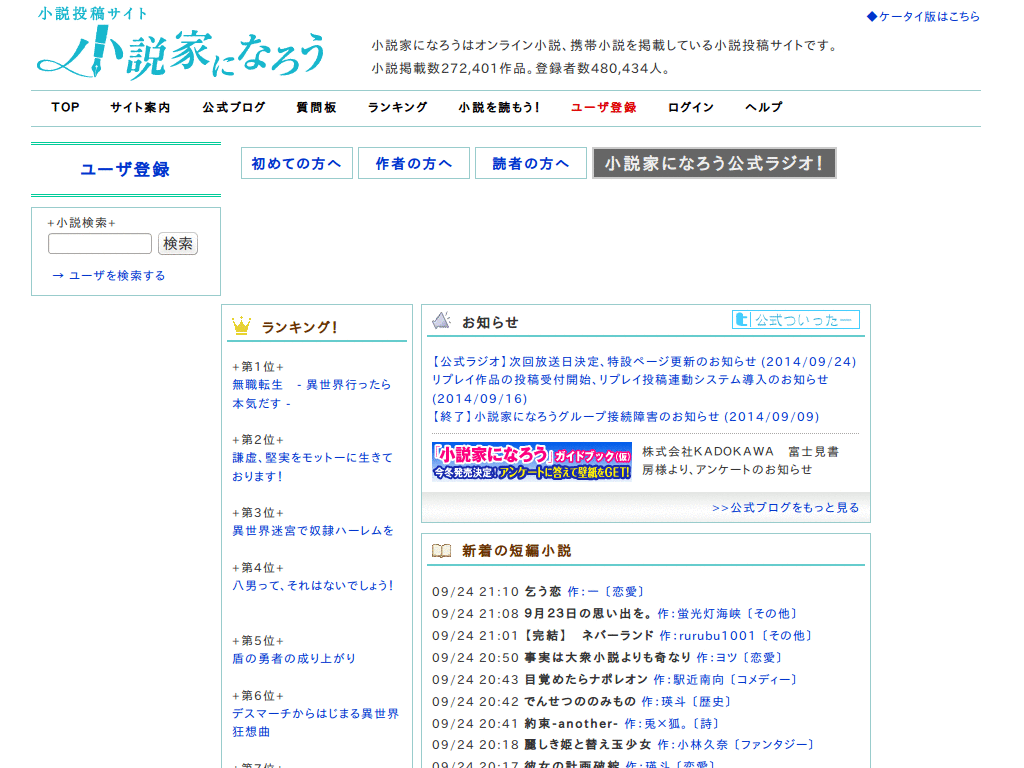 小説投稿サイト
小説家になろう
◆ケータイ版はこちら
小説家になろうはオンライン小説、携帯小説を掲載している小説投稿サイトです。
小説掲載数272,401作品。登録者数480,434人。
TOP サイト案内 公式ブログ 質問板 ランキング 小説を読もう! ユーザ登録 ログイン ヘルプ
ユーザ登録
初めての方へ 作者の方へ 読者の方へ 小説家になろう公式ラジオ!
+小説検索+
検索
→ ユーザを検索する
ランキング!
+第1位+
無職転生　- 異世界行ったら
本気だす -
+第2位+
謙虚、堅実をモットーに生きて
おります!
+第3位+
異世界迷宮で奴隷ハーレムを
+第4位+
八男って、それはないでしょう!
+第5位+
盾の勇者の成り上がり
+第6位+
デスマーチからはじまる異世界
狂想曲
+第7位+
お知らせ
公式ついったー
【公式ラジオ】次回放送日決定、特設ページ更新のお知らせ (2014/09/24)
リプレイ作品の投稿受付開始、リプレイ投稿連動システム導入のお知らせ
(2014/09/16)
【終了】小説家になろうグループ接続障害のお知らせ (2014/09/09)
「小説家になろう」ガイドブック(仮)
今冬発売決定!アンケートに答えて壁紙をGET!
株式会社KADOKAWA　富士見書
房様より、アンケートのお知らせ
>>公式ブログをもっと見る
新着の短編小説
09/24 21:10 乞う恋 作:一〔恋愛〕
09/24 21:08 9月23日の思い出を。 作:蛍光灯海峡〔その他〕
09/24 21:01 【完結】　ネバーランド 作:rurubu1001〔その他〕
09/24 20:50 事実は大衆小説よりも奇なり 作:ヨツ〔恋愛〕
09/24 20:43 目覚めたらナポレオン 作:駅近南向〔コメディー〕
09/24 20:42 でんせつののみもの 作:瑛斗〔歴史〕
09/24 20:41 約束-another- 作:兎×狐。〔詩〕
09/24 20:18 麗しき姫と替え玉少女 作:小林久奈〔ファンタジー〕
09/24 20:17 彼女の計画破綻 作:瑛斗〔恋愛〕